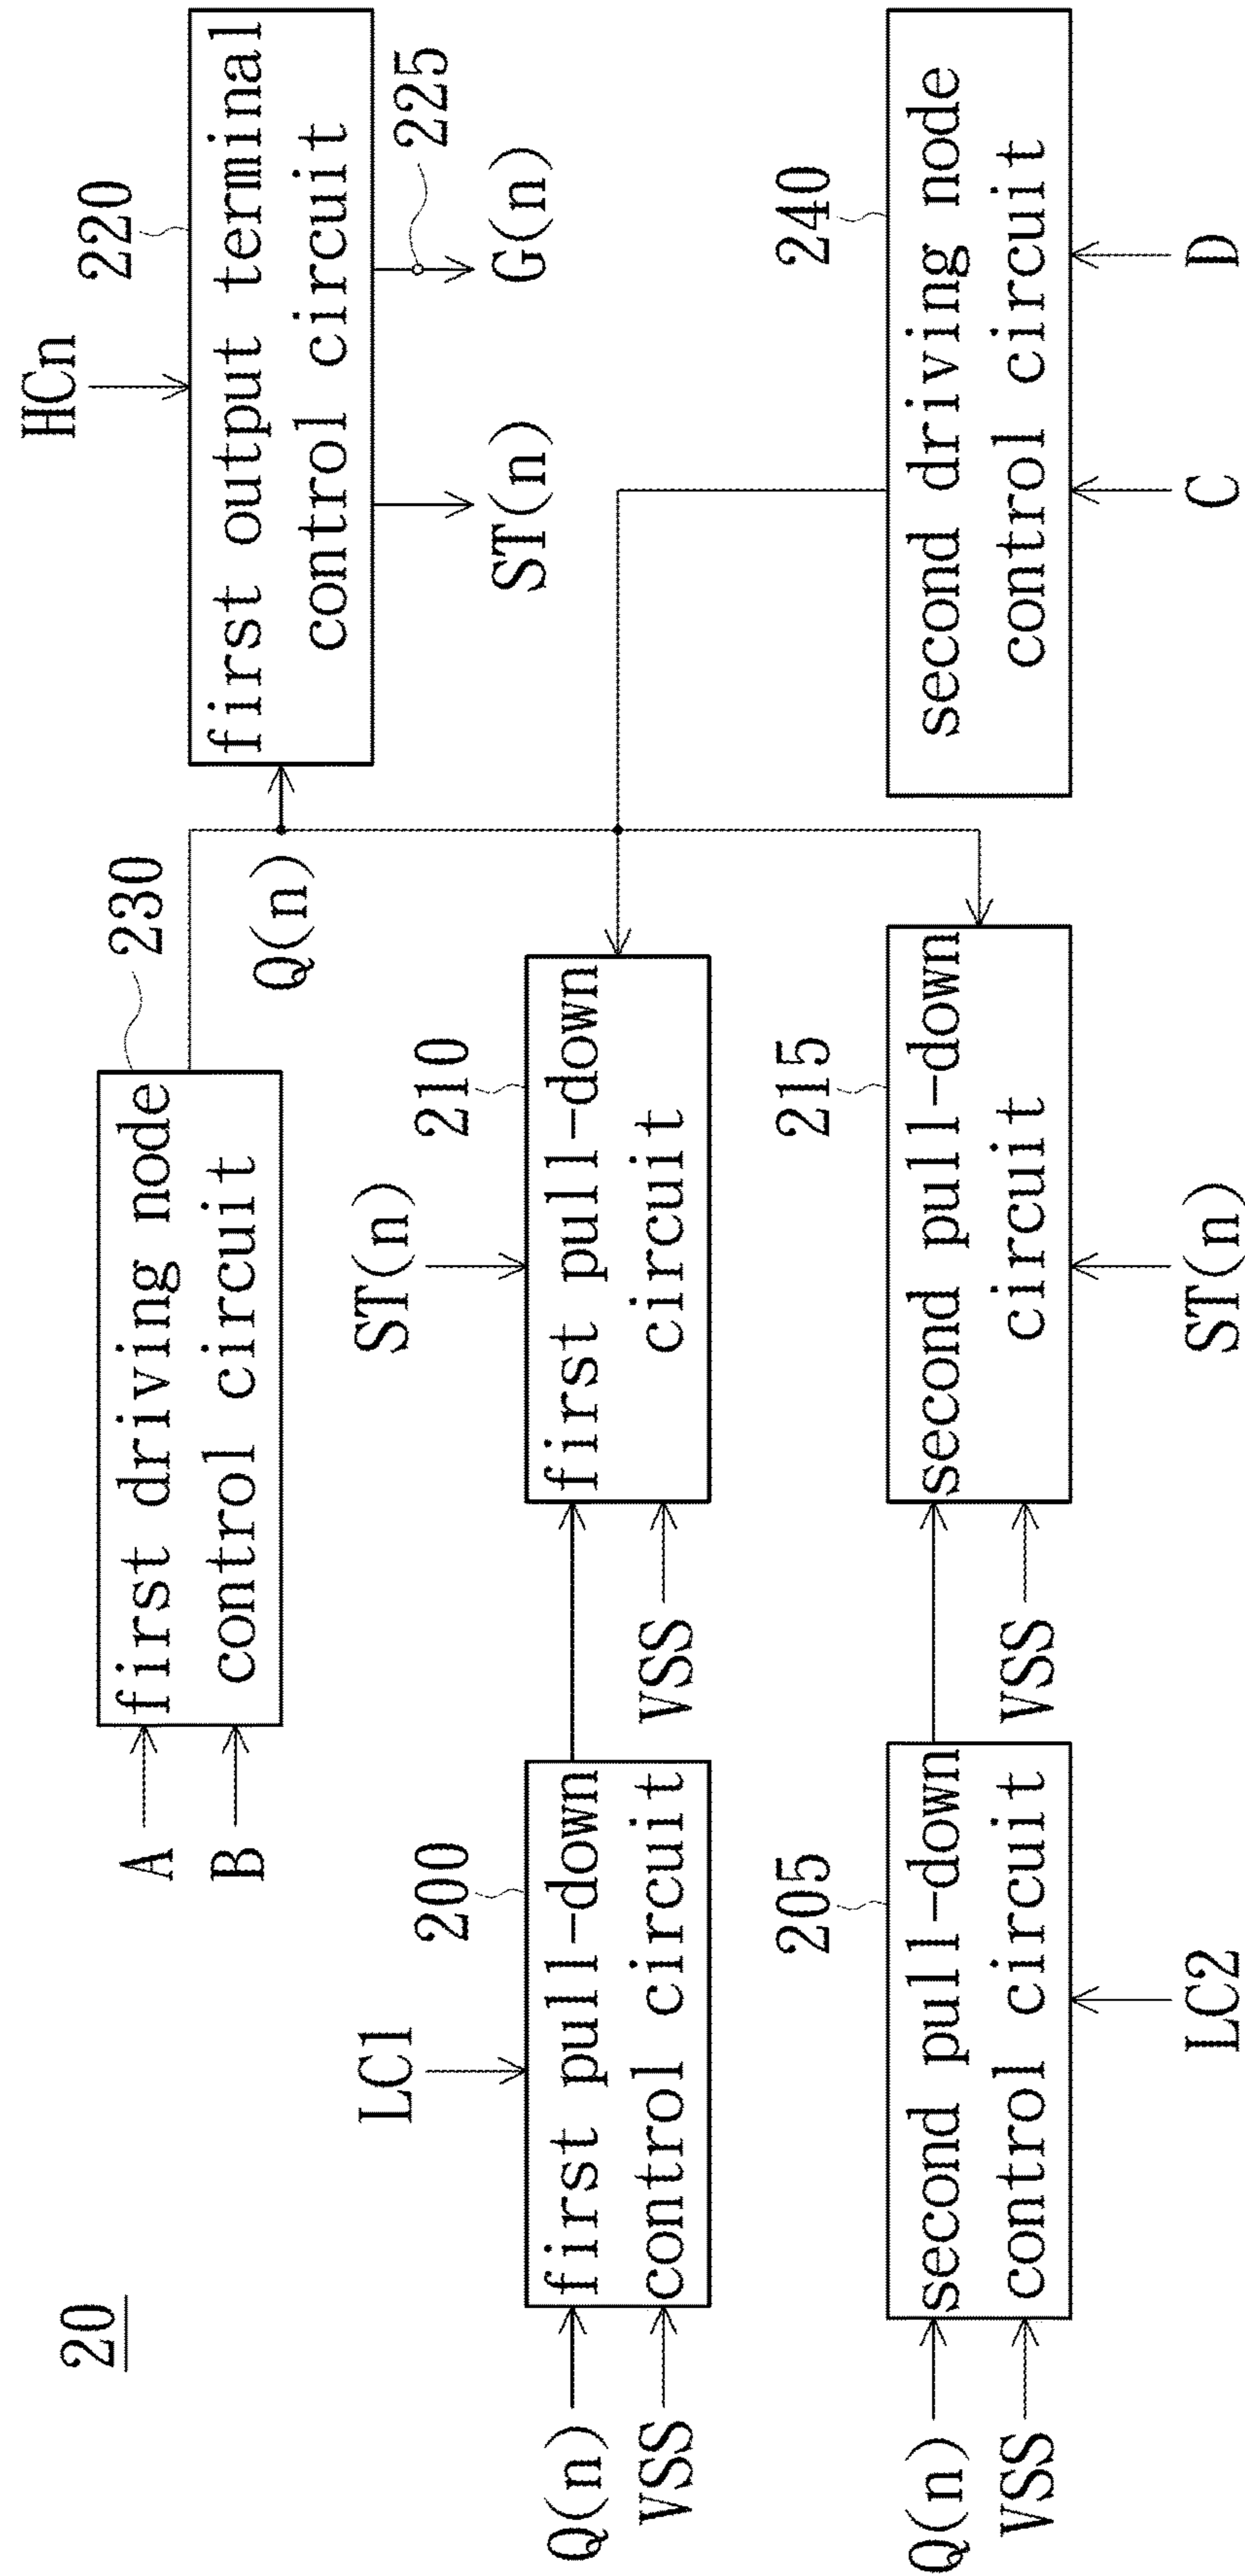 20
A
B
first driving node
control circuit
230
HCn
220
first output terminal
control circuit
Q(n)
225
ST(n)
G(n)
LC1
200
ST(n)
210
Q(n)
VSS
first pull-down
control circuit
VSS
first pull-down
circuit
205
215
240
Q(n)
VSS
second pull-down
control circuit
VSS
second pull-down
circuit
second driving node
control circuit
LC2
ST(n)
C
D